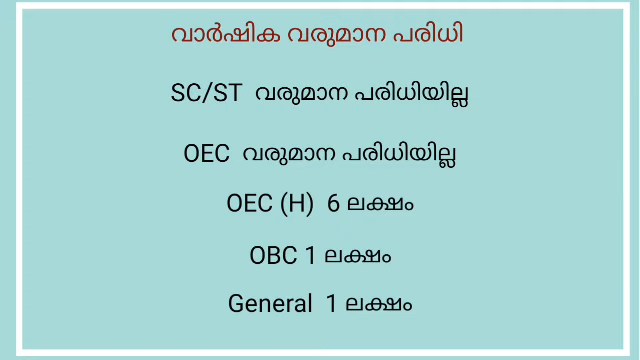 വാർഷിക വരുമാന പരിധി
SC/ST വരുമാന പരിധിയില്ല
OEC വരുമാന പരിധിയില്ല
OEC (H) 6 ലക്ഷം
OBC 1 ലക്ഷം
General 1 ലക്ഷം